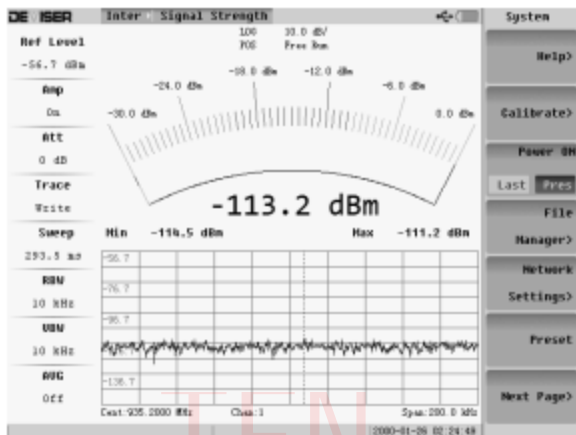 DEVISER Inter Signal Strength System
Ref Level
-56.7 dBm
Amp
On
Att
0 dB
Trace
Write
Sweep
293.5 ms
RBW
10 kHz
VBW
10 kHz
AVG
Off
LOG 10.0 dB/
POS Free Run
-30.0 dBm -24.0 dBm -18.0 dBm -12.0 dBm -6.0 dBm 0.0 dBm
-113.2 dBm
Min -114.5 dBm Max -111.2 dBm
-56.7
-76.7
-96.7
-136.7
Cent:935.2000 MHz Chan:1 Span:200.0 kHz
2000-01-26 02:24:48
Help>
Calibrate>
Power ON
Last Pres
File
Manager>
Network
Settings>
Preset
Next Page>
TEN